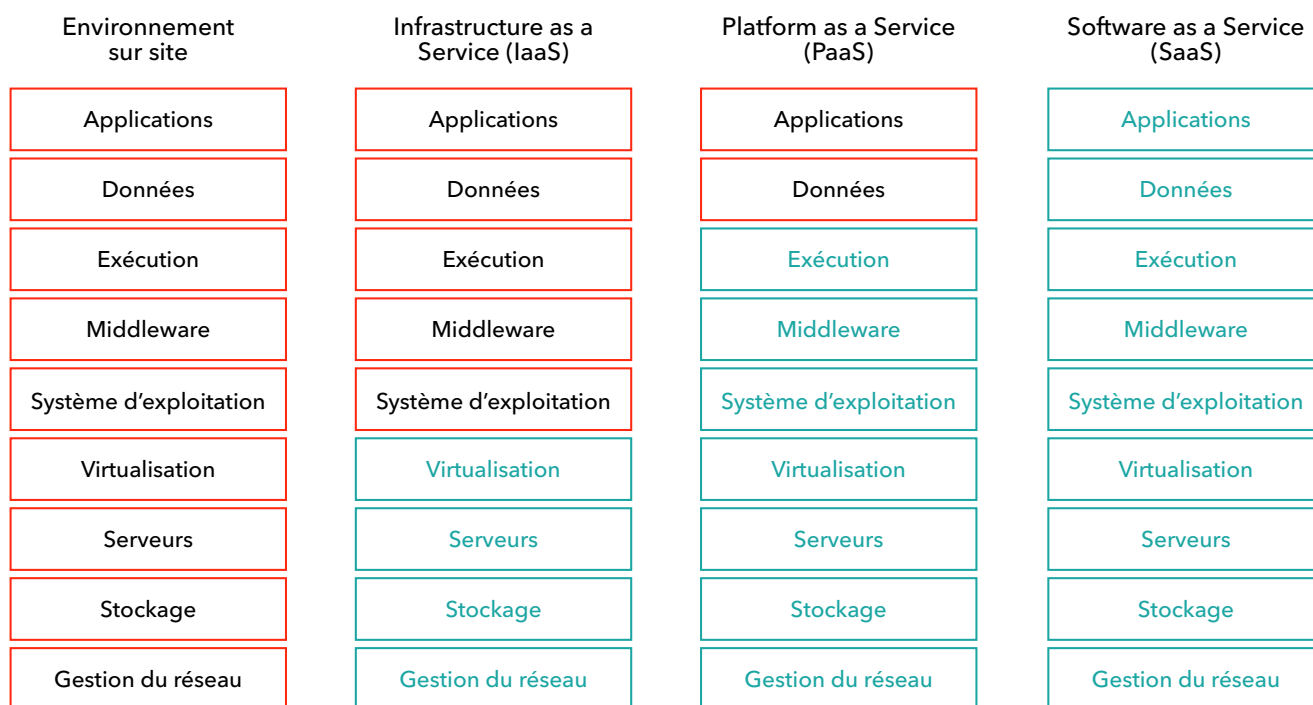 Environnement
sur site
Infrastructure as a
Service (IaaS)
Platform as a Service
(PaaS)
Software as a Service
(SaaS)
Applications
Applications
Applications
Applications
Données
Données
Données
Données
Exécution
Exécution
Exécution
Exécution
Middleware
Middleware
Middleware
Middleware
Système d’exploitation
Système d’exploitation
Système d’exploitation
Système d’exploitation
Virtualisation
Virtualisation
Virtualisation
Virtualisation
Serveurs
Serveurs
Serveurs
Serveurs
Stockage
Stockage
Stockage
Stockage
Gestion du réseau
Gestion du réseau
Gestion du réseau
Gestion du réseau